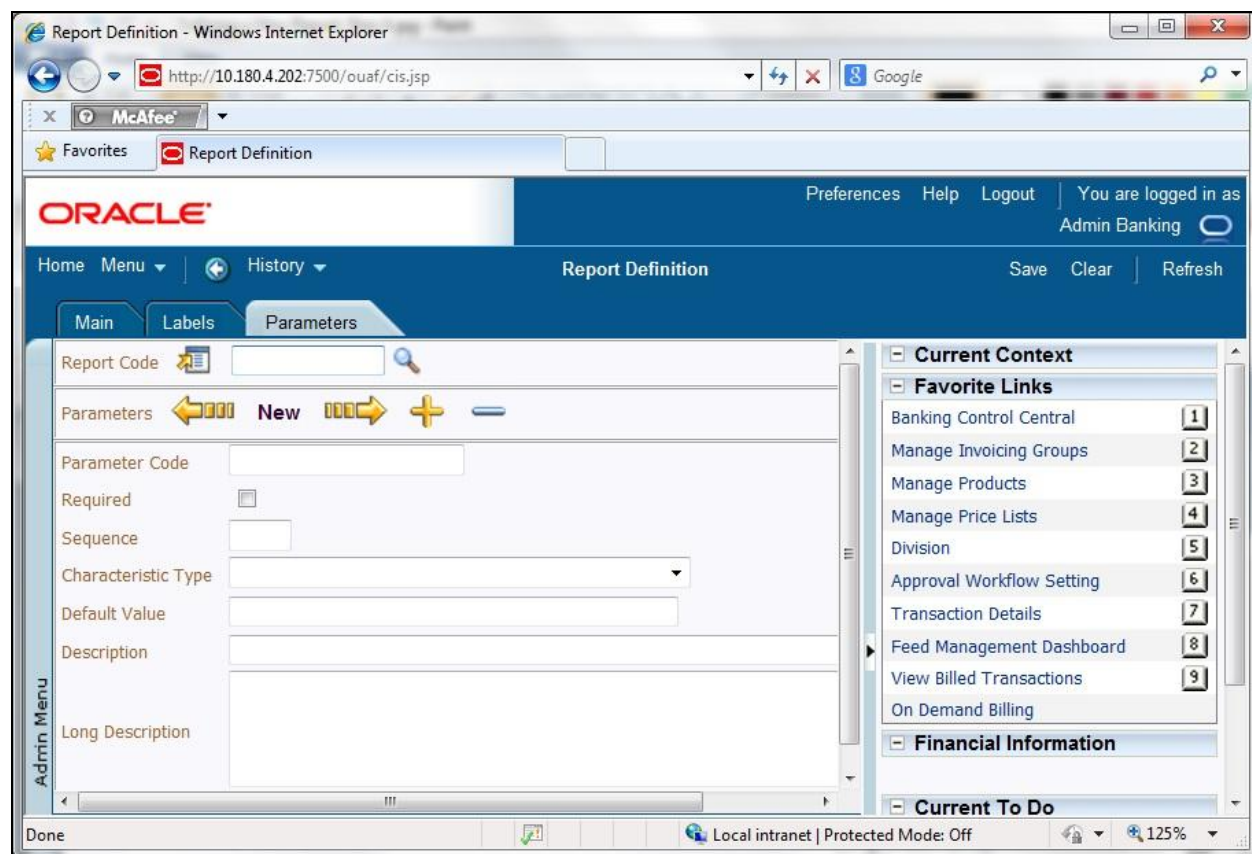 Report Definition - Windows Internet Explorer
http://10.180.4.202:7500/ouaf/cis.jsp
Google
X McAfee
Favorites
Report Definition
ORACLE
Preferences Help Logout | You are logged in as
Admin Banking
Home Menu History Report Definition Save Clear | Refresh
Main Labels Parameters
Report Code
Parameters New
Parameter Code
Required
Sequence
Characteristic Type
Default Value
Description
Long Description
Admin Menu
Current Context
Favorite Links
Banking Control Central 1
Manage Invoicing Groups 2
Manage Products 3
Manage Price Lists 4
Division 5
Approval Workflow Setting 6
Transaction Details 7
Feed Management Dashboard 8
View Billed Transactions 9
On Demand Billing
Financial Information
Current To Do
Done
Local intranet | Protected Mode: Off
125%